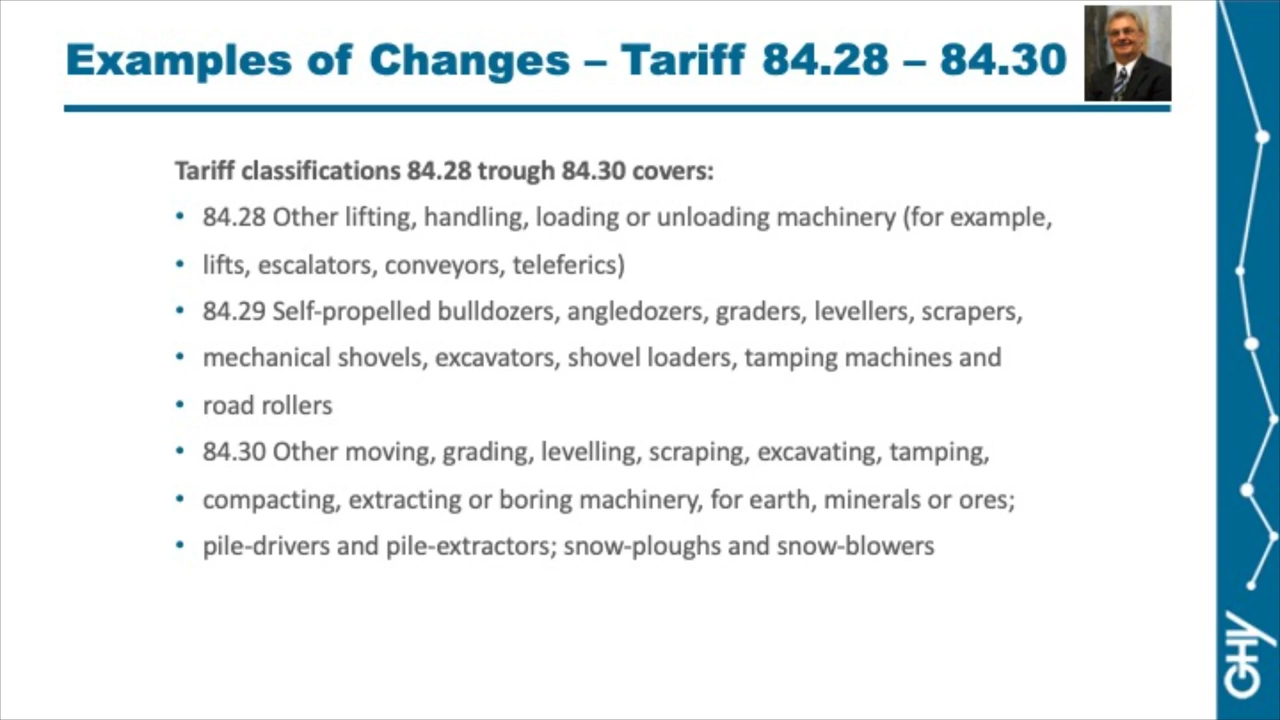 Examples of Changes – Tariff 84.28 – 84.30
Tariff classifications 84.28 trough 84.30 covers:
• 84.28 Other lifting, handling, loading or unloading machinery (for example,
• lifts, escalators, conveyors, teleferics)
• 84.29 Self-propelled bulldozers, angledozers, graders, levellers, scrapers,
• mechanical shovels, excavators, shovel loaders, tamping machines and
• road rollers
• 84.30 Other moving, grading, levelling, scraping, excavating, tamping,
• compacting, extracting or boring machinery, for earth, minerals or ores;
• pile-drivers and pile-extractors; snow-ploughs and snow-blowers
GHY